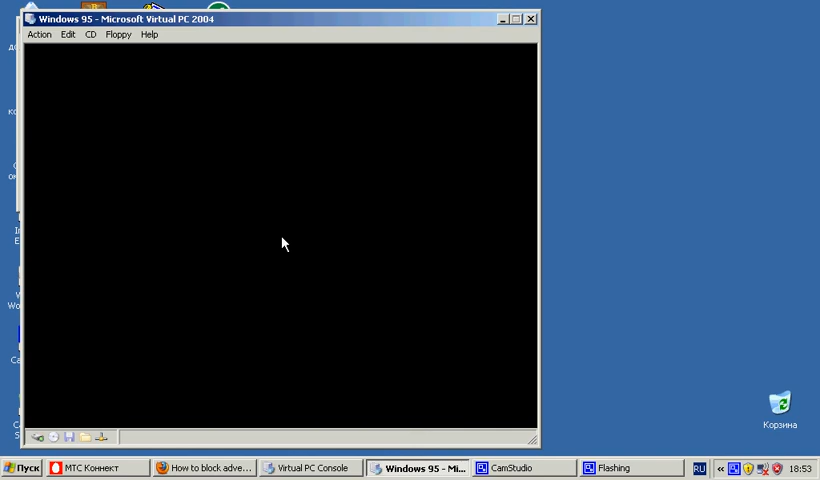 Windows 95 - Microsoft Virtual PC 2004
Action Edit CD Floppy Help
Корзина
Пуск МТС Коннект How to block adve... Virtual PC Console Windows 95 - Mi... CamStudio Flashing RU « 18:53